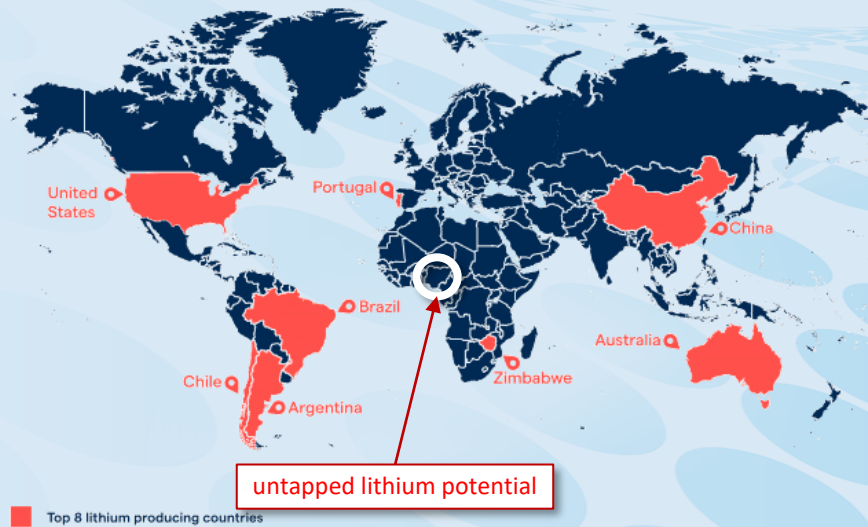 United
States
Portugal
China
Brazil
Australia
Zimbabwe
Chile
Argentina
untapped lithium potential
Top 8 lithium producing countries